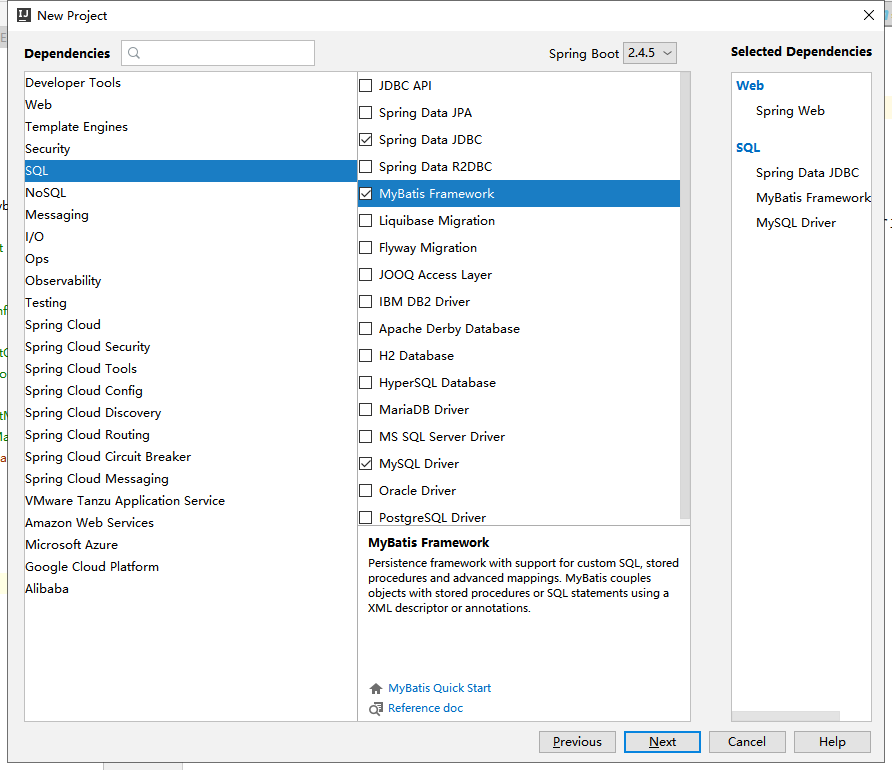 New Project
Dependencies
Spring Boot 2.4.5
Selected Dependencies
Developer Tools
Web
Template Engines
Security
SQL
NoSQL
Messaging
I/O
Ops
Observability
Testing
Spring Cloud
Spring Cloud Security
Spring Cloud Tools
Spring Cloud Config
Spring Cloud Discovery
Spring Cloud Routing
Spring Cloud Circuit Breaker
Spring Cloud Messaging
VMware Tanzu Application Service
Amazon Web Services
Microsoft Azure
Google Cloud Platform
Alibaba
JDBC API
Spring Data JPA
Spring Data JDBC
Spring Data R2DBC
MyBatis Framework
Liquibase Migration
Flyway Migration
JOOQ Access Layer
IBM DB2 Driver
Apache Derby Database
H2 Database
HyperSQL Database
MariaDB Driver
MS SQL Server Driver
MySQL Driver
Oracle Driver
PostgreSQL Driver
MyBatis Framework
Persistence framework with support for custom SQL, stored
procedures and advanced mappings. MyBatis couples
objects with stored procedures or SQL statements using a
XML descriptor or annotations.
MyBatis Quick Start
Reference doc
Web
Spring Web
SQL
Spring Data JDBC
MyBatis Framework
MySQL Driver
Previous
Next
Cancel
Help